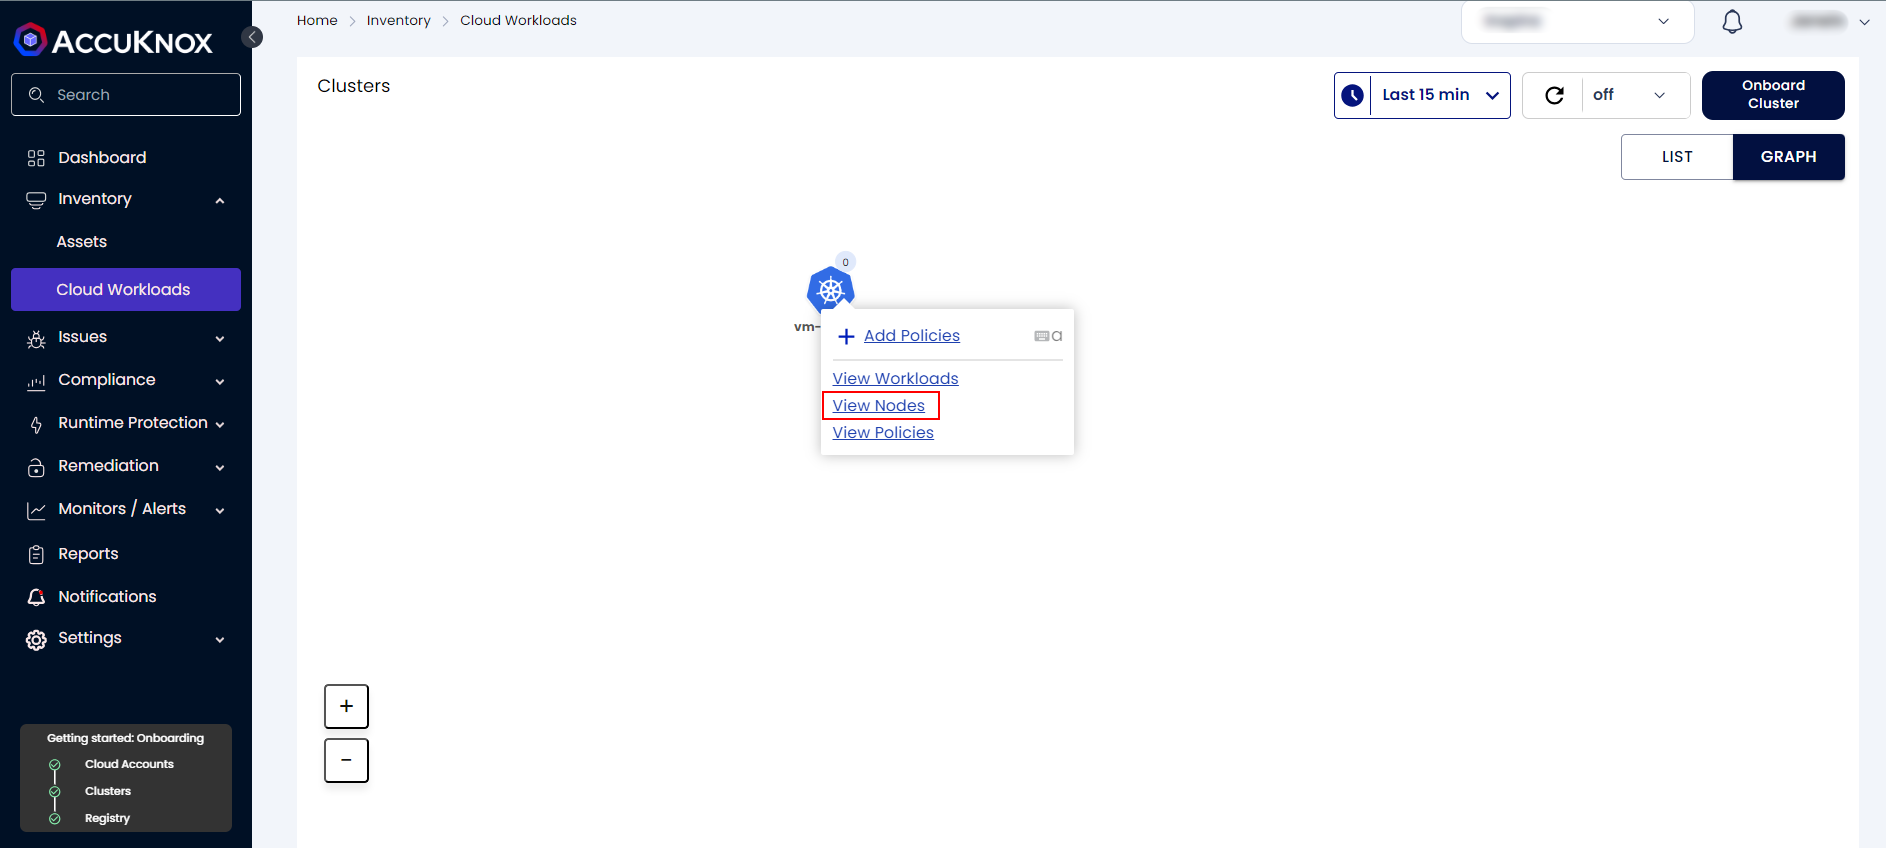 ACCUKNOX
Search
Dashboard
Inventory
Assets
Cloud Workloads
Issues
Compliance
Runtime Protection
Remediation
Monitors / Alerts
Reports
Notifications
Settings
Getting started: Onboarding
Cloud Accounts
Clusters
Registry
Home > Inventory > Cloud Workloads
Clusters
Last 15 min
off
Onboard
Cluster
LIST
GRAPH
0
vm-
+ Add Policies
a
View Workloads
View Nodes
View Policies
+
-